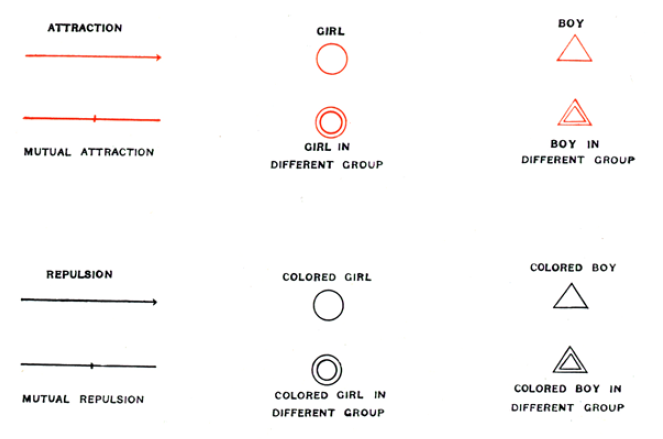 ATTRACTION
GIRL
BOY
MUTUAL ATTRACTION
GIRL IN
DIFFERENT GROUP
BOY IN
DIFFERENT GROUP
REPULSION
COLORED GIRL
COLORED BOY
MUTUAL REPULSION
COLORED GIRL IN
DIFFERENT GROUP
COLORED BOY IN
DIFFERENT GROUP